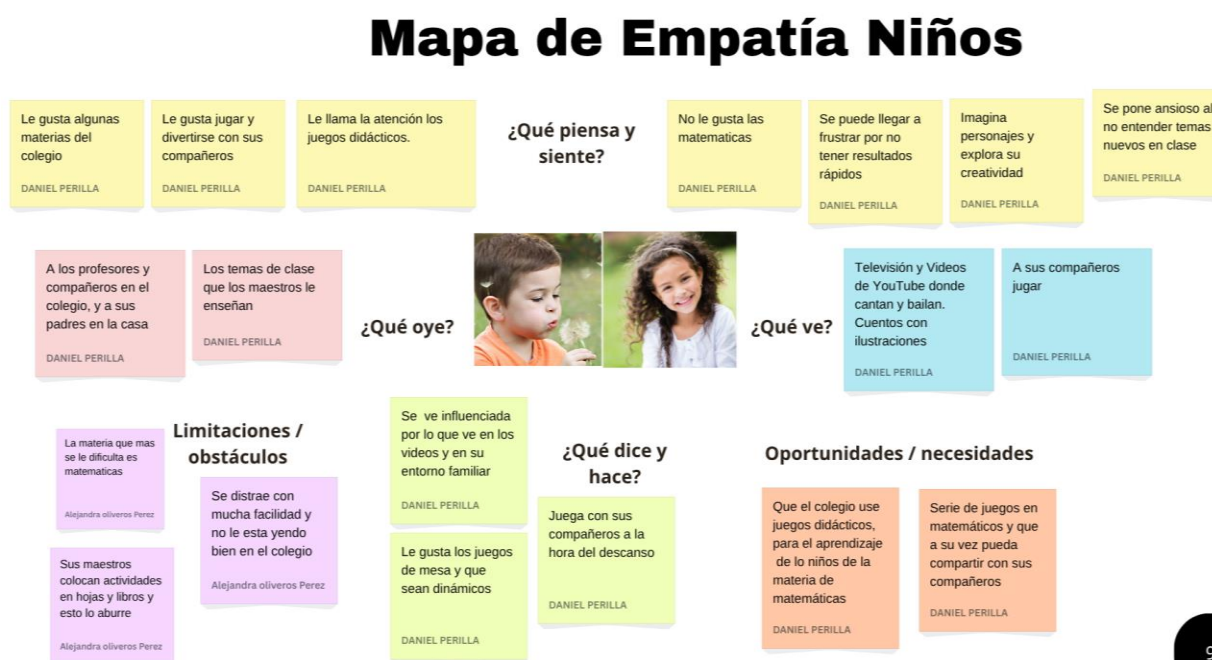 Mapa de Empatía Niños
Le gusta algunas
materias del
colegio
DANIEL PERILLA
Le gusta jugar y
divertirse con sus
compañeros
DANIEL PERILLA
Le llama la atención los
juegos didácticos.
DANIEL PERILLA
¿Qué piensa y
siente?
No le gusta las
matematicas
DANIEL PERILLA
Se puede llegar a
frustrar por no
tener resultados
rápidos
DANIEL PERILLA
Imagina
personajes y
explora su
creatividad
DANIEL PERILLA
Se pone ansioso al
no entender temas
nuevos en clase
DANIEL PERILLA
A los profesores y
compañeros en el
colegio, y a sus
padres en la casa
DANIEL PERILLA
Los temas de clase
que los maestros le
enseñan
DANIEL PERILLA
¿Qué oye?
¿Qué ve?
Televisión y Videos
de YouTube donde
cantan y bailan.
Cuentos con
ilustraciones
DANIEL PERILLA
A sus compañeros
jugar
DANIEL PERILLA
Limitaciones /
obstáculos
La materia que mas
se le dificulta es
matematicas
Alejandra oliveros Perez
Se distrae con
mucha facilidad y
no le esta yendo
bien en el colegio
Alejandra oliveros Perez
Sus maestros
colocan actividades
en hojas y libros y
esto lo aburre
Alejandra oliveros Perez
Se ve influenciada
por lo que ve en los
videos y en su
entorno familiar
DANIEL PERILLA
¿Qué dice y
hace?
Juega con sus
compañeros a la
hora del descanso
DANIEL PERILLA
Le gusta los juegos
de mesa y que
sean dinámicos
DANIEL PERILLA
Oportunidades / necesidades
Que el colegio use
juegos didácticos,
para el aprendizaje
de lo niños de la
materia de
matemáticas
DANIEL PERILLA
Serie de juegos en
matemáticos y que
a su vez pueda
compartir con sus
compañeros
DANIEL PERILLA